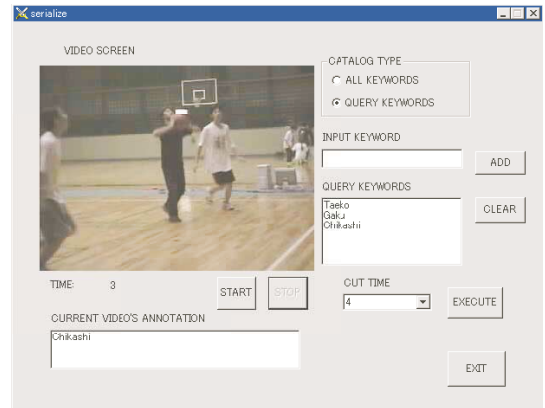 serialize
VIDEO SCREEN
CATALOG TYPE
ALL KEYWORDS
QUERY KEYWORDS
INPUT KEYWORD
ADD
QUERY KEYWORDS
Taeko
Gaku
Chikashi
CLEAR
TIME: 3
START
STOP
CUT TIME
4
EXECUTE
CURRENT VIDEO'S ANNOTATION
Chikashi
EXIT